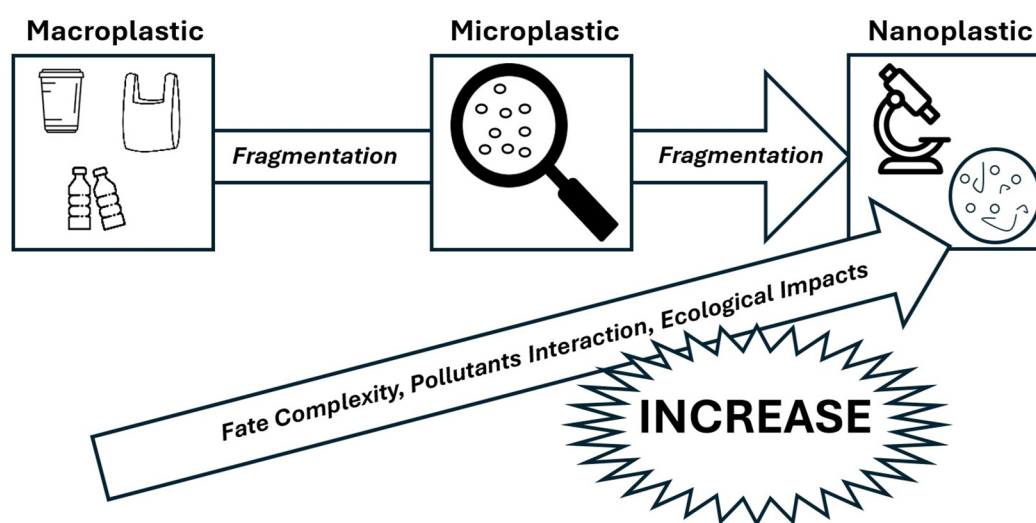 Macroplastic
Microplastic
Nanoplastic
Fragmentation
Fragmentation
Fate Complexity, Pollutants Interaction, Ecological Impacts
INCREASE